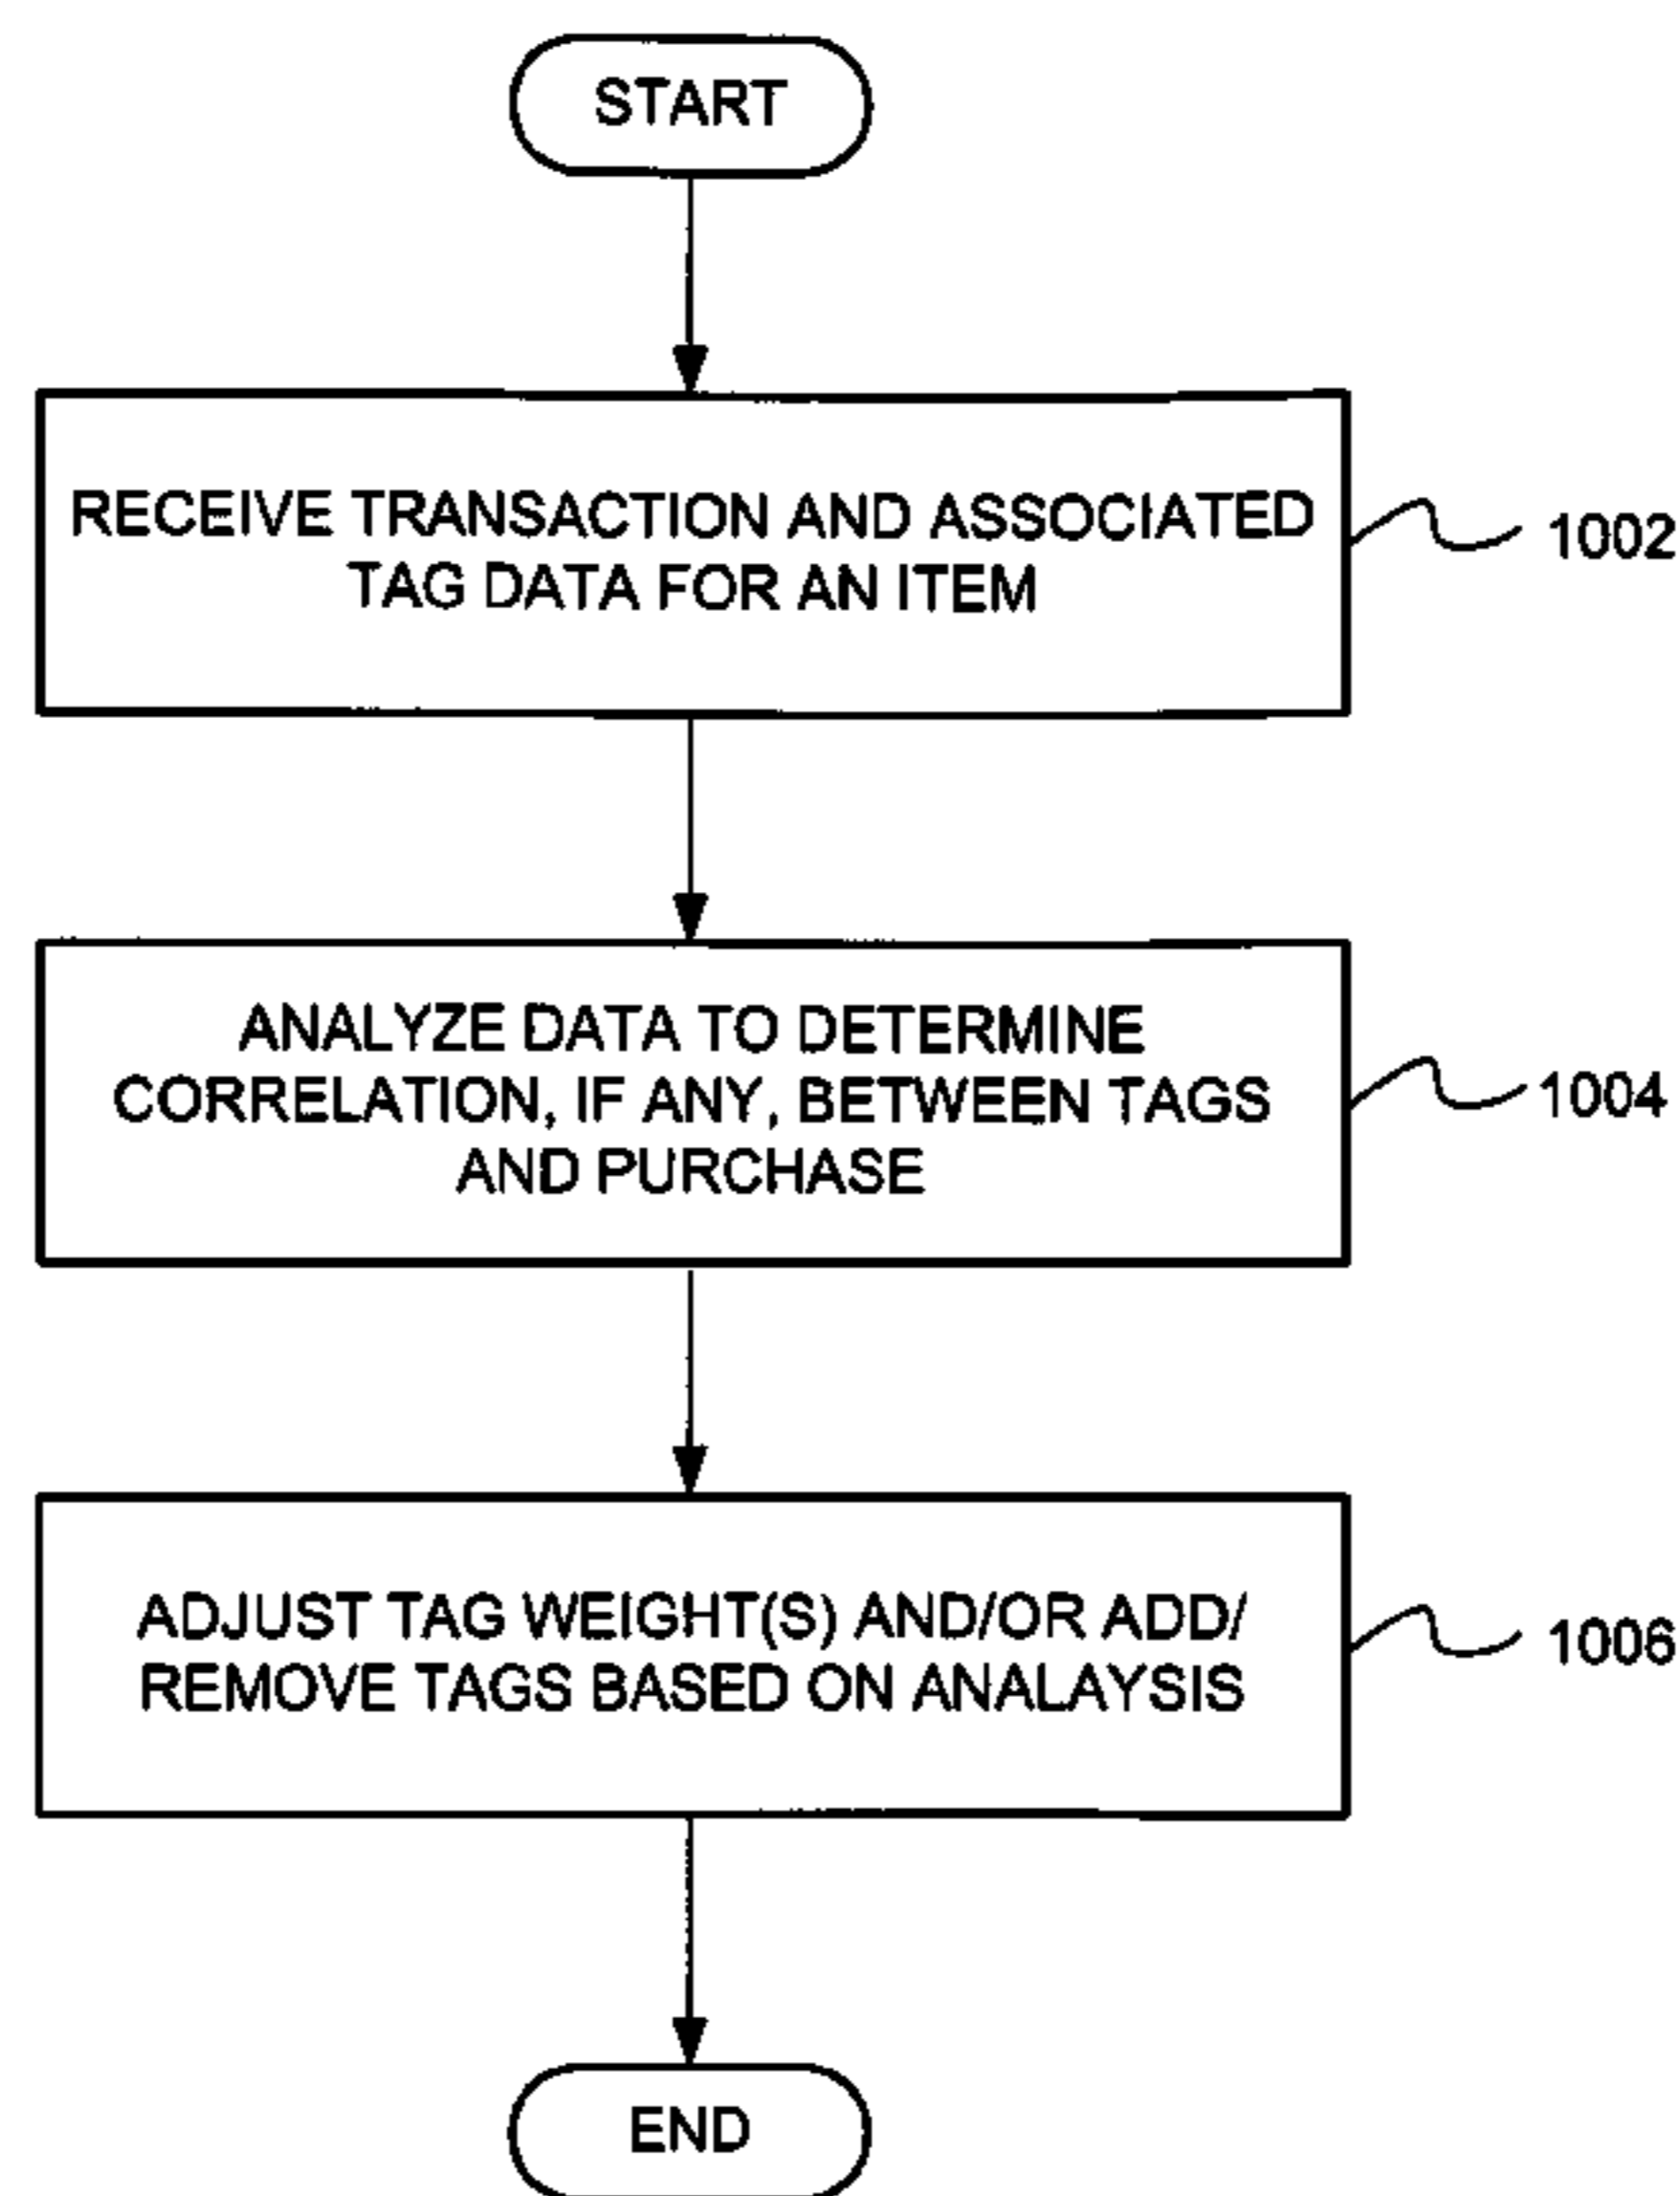 START
RECEIVE TRANSACTION AND ASSOCIATED
TAG DATA FOR AN ITEM
1002
ANALYZE DATA TO DETERMINE
CORRELATION, IF ANY, BETWEEN TAGS
AND PURCHASE
1004
ADJUST TAG WEIGHT(S) AND/OR ADD/
REMOVE TAGS BASED ON ANALAYSIS
1006
END